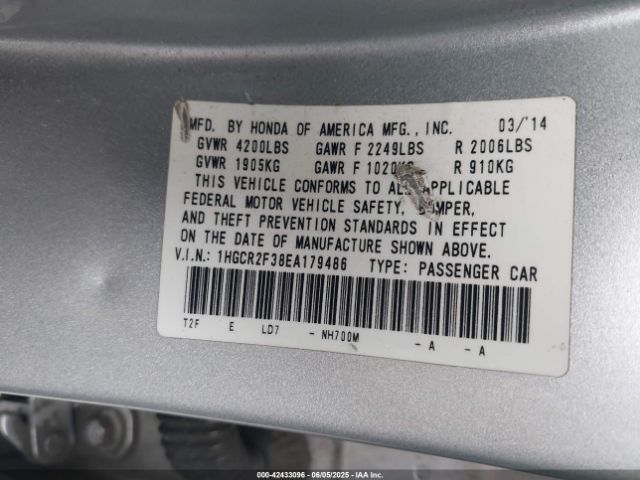 MFD. BY HONDA OF AMERICA MFG., INC. 03/'14
GVWR 4200LBS GAWR F 2249LBS R 2006LBS
GVWR 1905KG GAWR F 1020KG R 910KG
THIS VEHICLE CONFORMS TO ALL APPLICABLE
FEDERAL MOTOR VEHICLE SAFETY, BUMPER,
AND THEFT PREVENTION STANDARDS IN EFFECT
ON THE DATE OF MANUFACTURE SHOWN ABOVE.
V.I.N.: 1HGCR2F38EA179486 TYPE: PASSENGER CAR
T2F E LD7 - NH700M - A - A
000-42433096 - 06/05/2025 - IAA Inc.